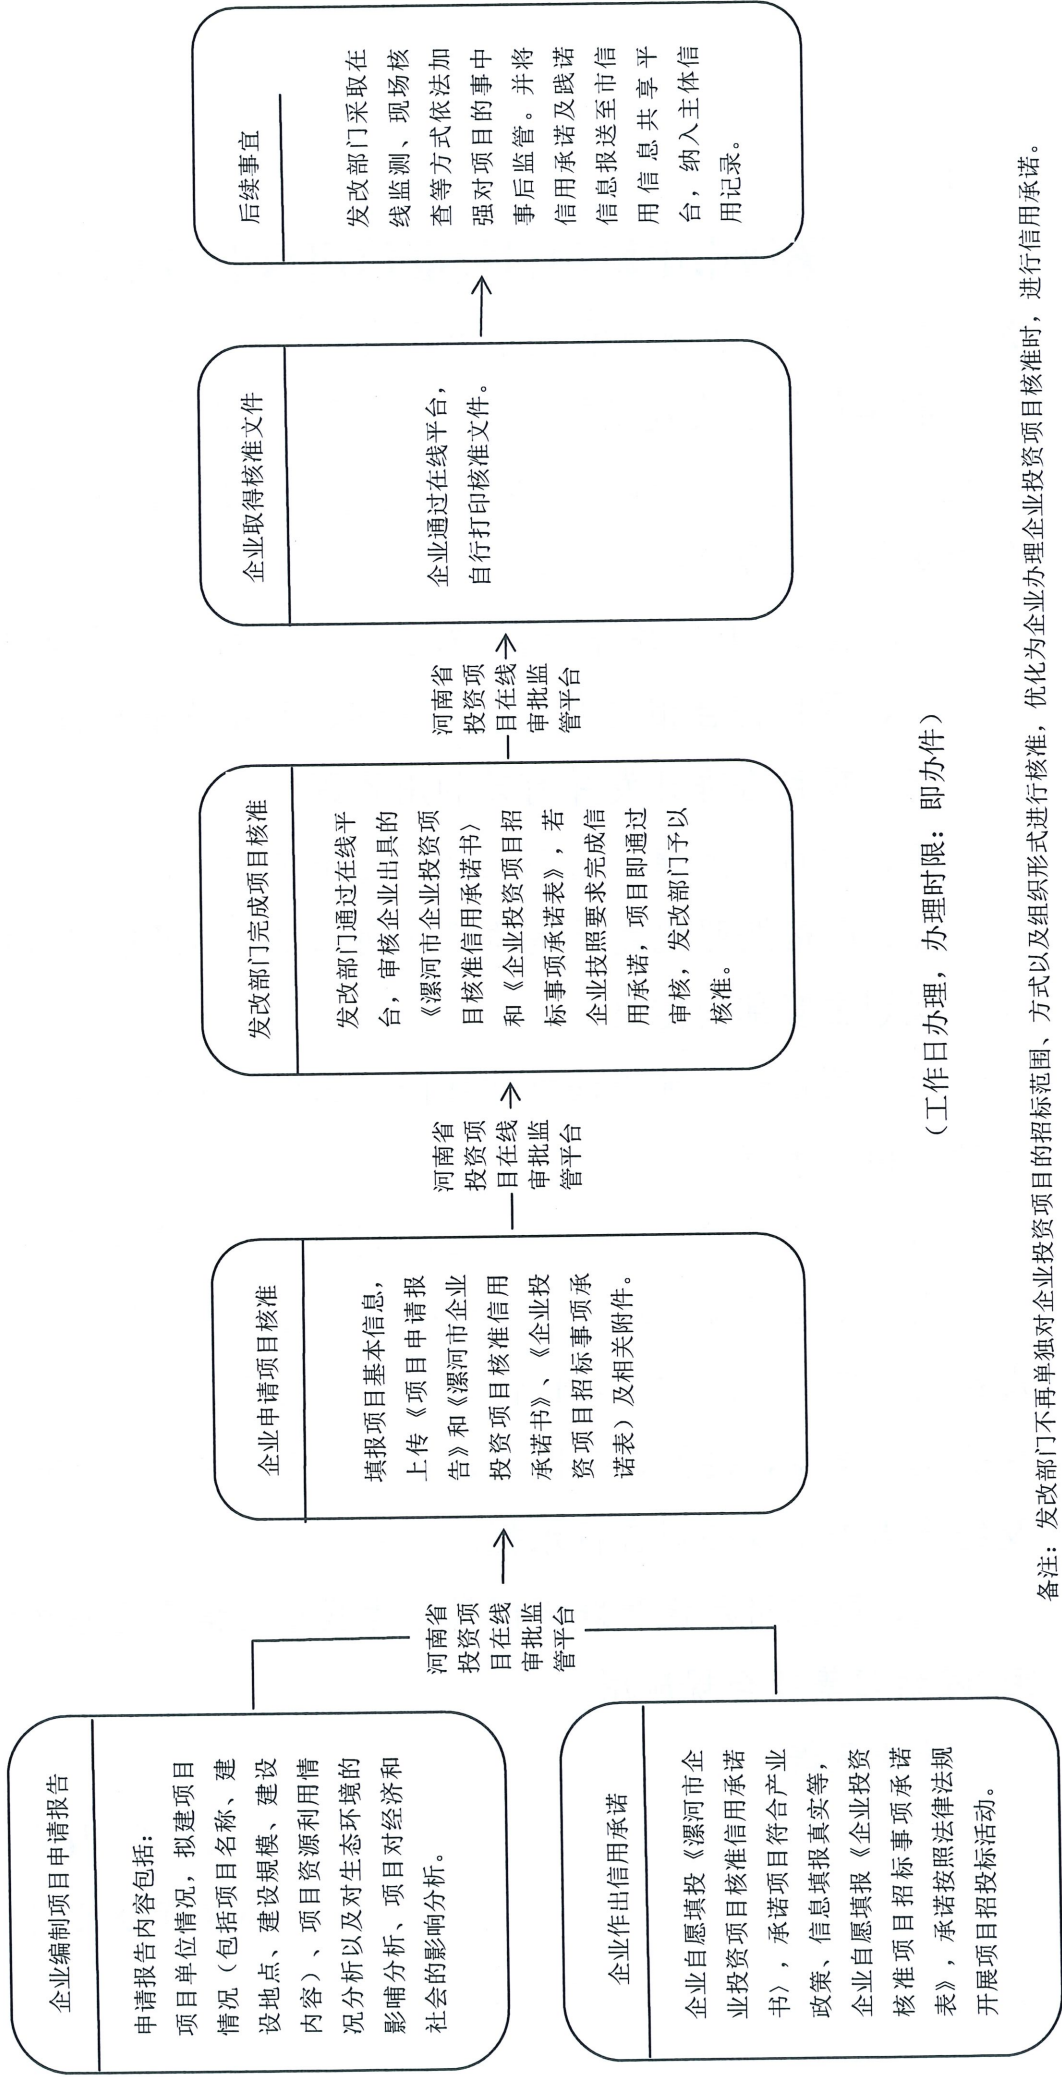 企业编制项目申请报告
申请报告内容包括：
项目单位情况，拟建项目
情况（包括项目名称、建
设地点、建设规模、建设
内容）、项目资源利用情
况分析以及对生态环境的
影哺分析、项目对经济和
社会的影响分析。
企业作出信用承诺
企业自愿填投《漯河市企
业投资项目核准信用承诺
书》，承诺项目符合产业
政策、信息填报真实等，
企业自愿填报《企业投资
核准项目招标事项承诺
表》，承诺按照法律法规
开展项目招投标活动。
河南省
投资项
目在线
审批监
管平台
企业申请项目核准
填报项目基本信息，
上传《项目申请报
告》和《漯河市企业
投资项目核准信用
承诺书》、《企业投
资项目招标事项承
诺表）及相关附件。
河南省
投资项
目在线
审批监
管平台
发改部门完成项目核准
发改部门通过在线平
台，审核企业出具的
《漯河市企业投资项
目核准信用承诺书》
和《企业投资项目招
标事项承诺表》，若
企业技照要求完成信
用承诺，项目即通过
审核，发改部门予以
核准。
河南省
投资项
目在线
审批监
管平台
企业取得核准文件
企业通过在线平台，
自行打印核准文件。
后续事宜
发改部门采取在
线监测、现场核
查等方式依法加
强对项目的事中
事后监管。并将
信用承诺及践诺
信息报送至市信
用信息共享平
台，纳入主体信
用记录。
（工作日办理，办理时限：即办件）
备注：发改部门不再单独对企业投资项目的招标范围、方式以及组织形式进行核准，优化为企业办理企业投资项目核准时，进行信用承诺。